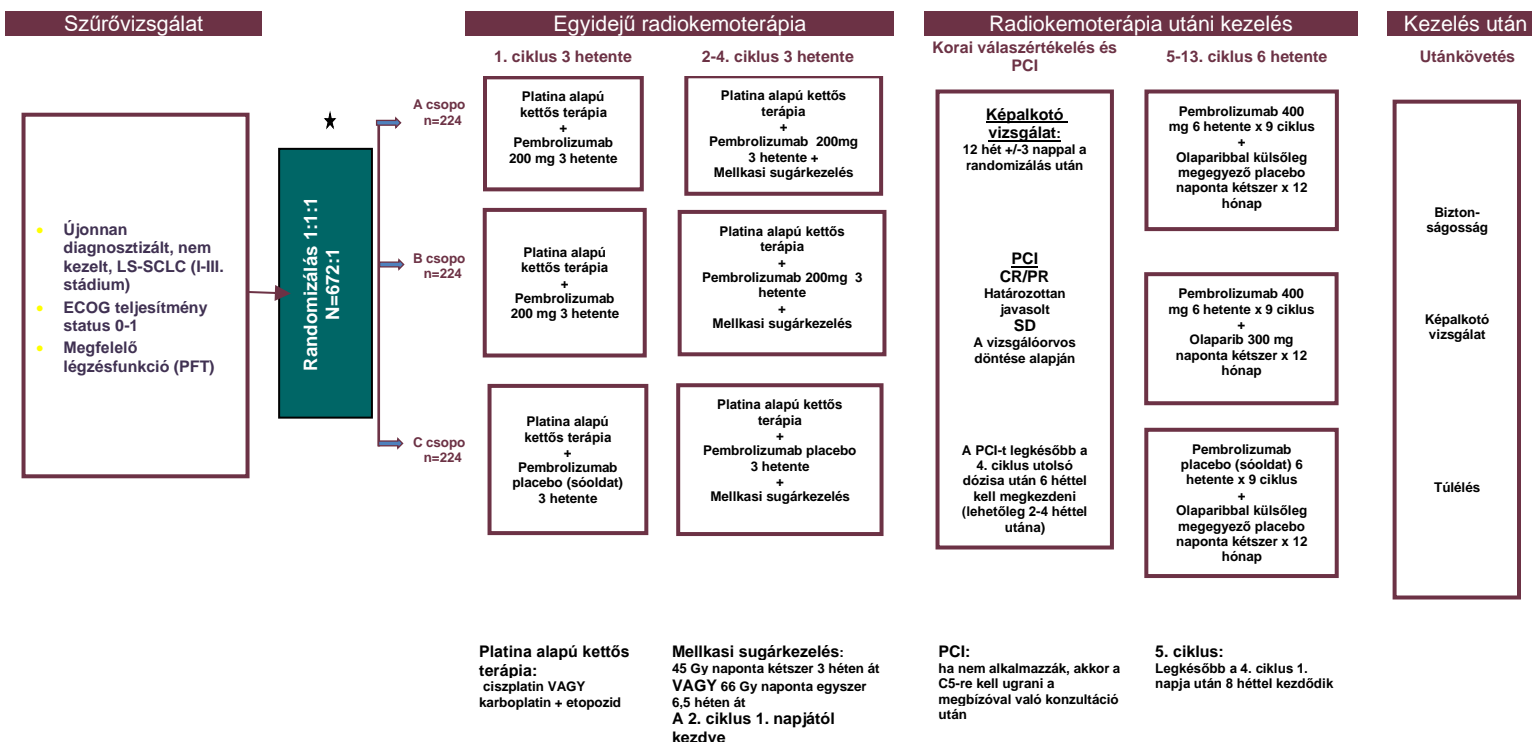 Szűrővizsgálat
Egyidejű radiokemoterápia
Radiokemoterápia utáni kezelés
Kezelés után
1. ciklus 3 hetente
2-4. ciklus 3 hetente
Korai válaszértékelés és
PCI
5-13. ciklus 6 hetente
Utánkövetés
Újonnan
diagnosztizált, nem
kezelt, LS-SCLC (I-III.
stádium)
ECOG teljesítmény
status 0-1
Megfelelő
légzésfunkció (PFT)
Randomizálás 1:1:1
N=672:1
A csopo
n=224
Platina alapú
kettős terápia
+
Pembrolizumab
200 mg 3 hetente
Platina alapú kettős
terápia
+
Pembrolizumab 200mg
3 hetente +
Mellkasi sugárkezelés
B csopo
n=224
Platina alapú
kettős terápia
+
Pembrolizumab
200 mg 3 hetente
Platina alapú kettős
terápia
+
Pembrolizumab 200mg 3
hetente
+
Mellkasi sugárkezelés
C csopo
n=224
Platina alapú
kettős terápia
+
Pembrolizumab
placebo (sóoldat)
3 hetente
Platina alapú kettős
terápia
+
Pembrolizumab placebo
3 hetente
+
Mellkasi sugárkezelés
Képalkotó
vizsgálat:
12 hét +/-3 nappal a
randomizálás után
PCI
CR/PR
Határozottan
javasolt
SD
A vizsgálóorvos
döntése alapján
A PCI-t legkésőbb a
4. ciklus utolsó
dózisa után 6 héttel
kell megkezdeni
(lehetőleg 2-4 héttel
utána)
Pembrolizumab 400
mg 6 hetente x 9 ciklus
+
Olaparibbal külsőleg
megegyező placebo
naponta kétszer x 12
hónap
Pembrolizumab 400
mg 6 hetente x 9 ciklus
+
Olaparib 300 mg
naponta kétszer x 12
hónap
Pembrolizumab
placebo (sóoldat) 6
hetente x 9 ciklus
+
Olaparibbal külsőleg
megegyező placebo
naponta kétszer x 12
hónap
Bizton-
ságosság
Képalkotó
vizsgálat
Túlélés
Platina alapú kettős
terápia:
ciszplatin VAGY
karboplatin + etopozid
Mellkasi sugárkezelés:
45 Gy naponta kétszer 3 héten át
VAGY 66 Gy naponta egyszer
6,5 héten át
A 2. ciklus 1. napjától
kezdve
PCI:
ha nem alkalmazzák, akkor a
C5-re kell ugrani a
megbízóval való konzultáció
után
5. ciklus:
Legkésőbb a 4. ciklus 1.
napja után 8 héttel kezdődik